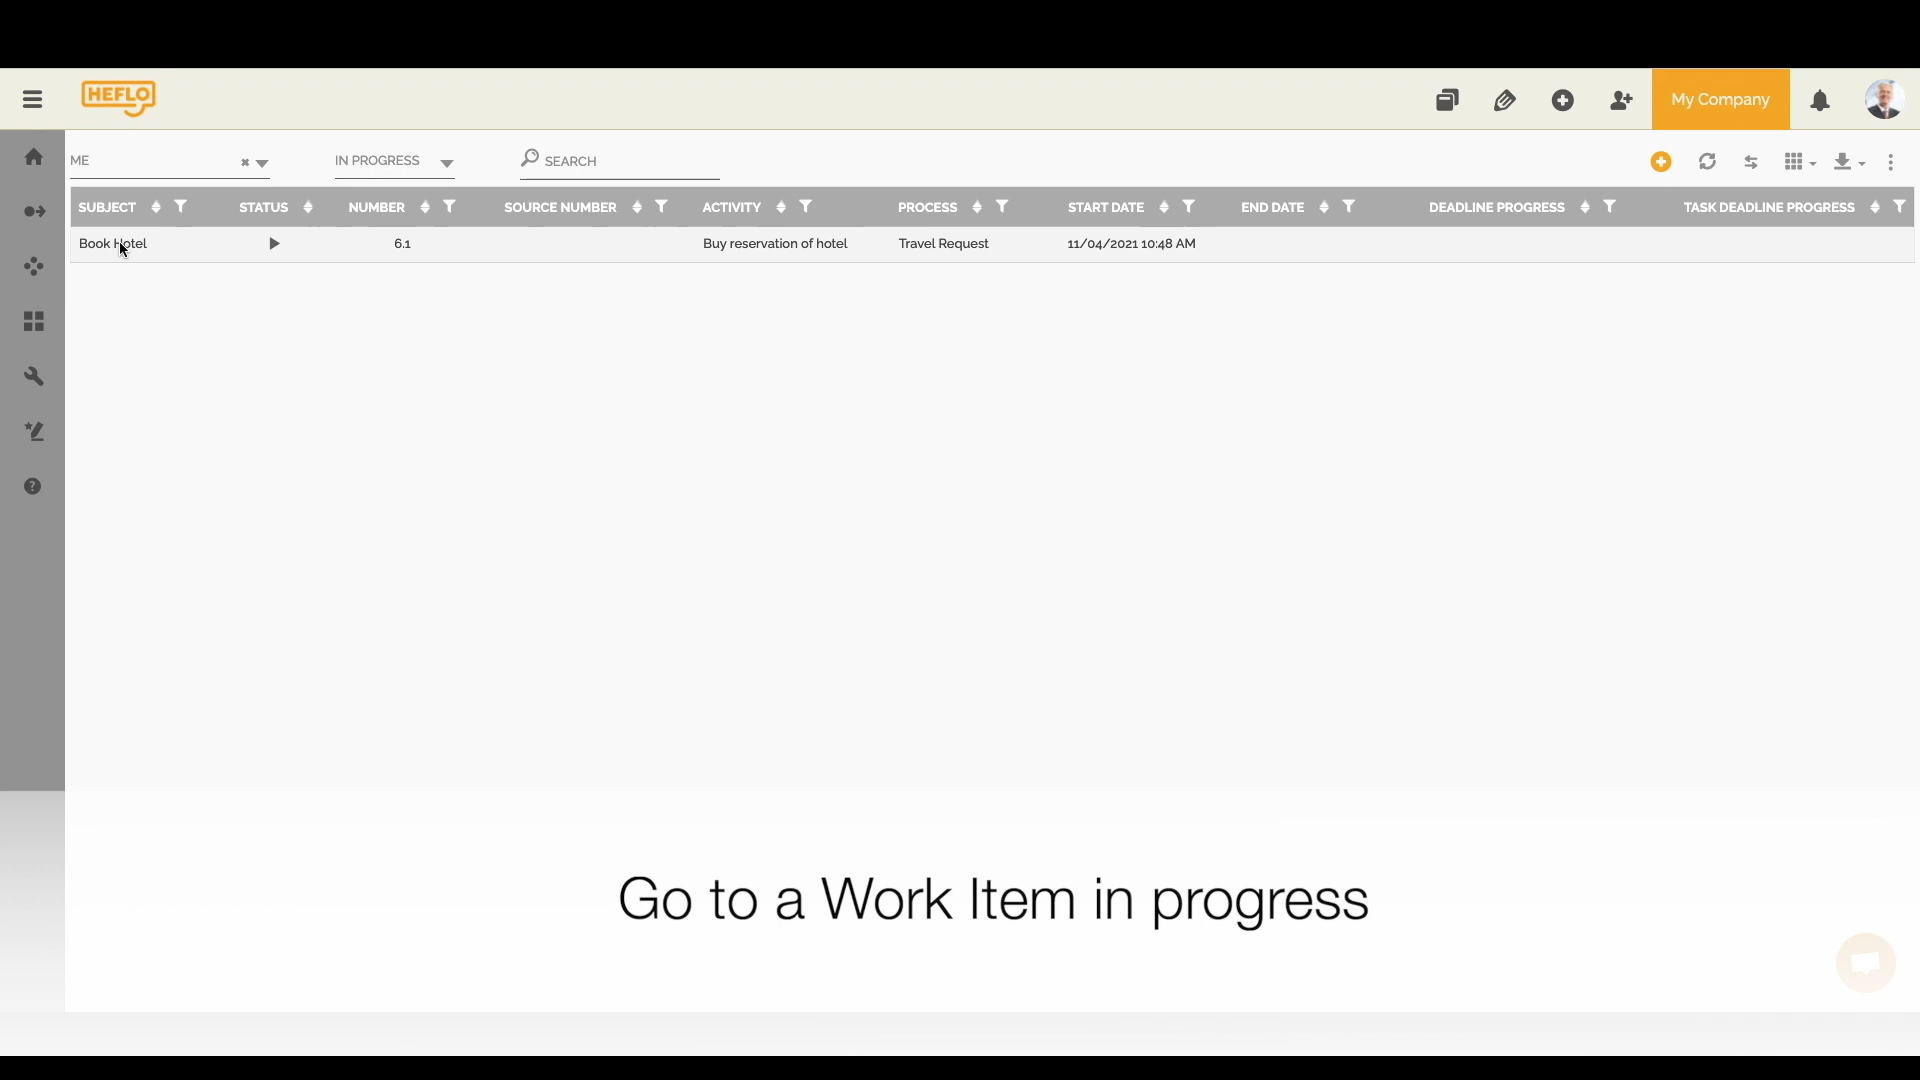 HEFLO
My Company
ME
IN PROGRESS
SEARCH
SUBJECT STATUS NUMBER SOURCE NUMBER ACTIVITY PROCESS START DATE END DATE DEADLINE PROGRESS TASK DEADLINE PROGRESS
Book Hotel 6.1 Buy reservation of hotel Travel Request 11/04/2021 10:48 AM
Go to a Work Item in progress